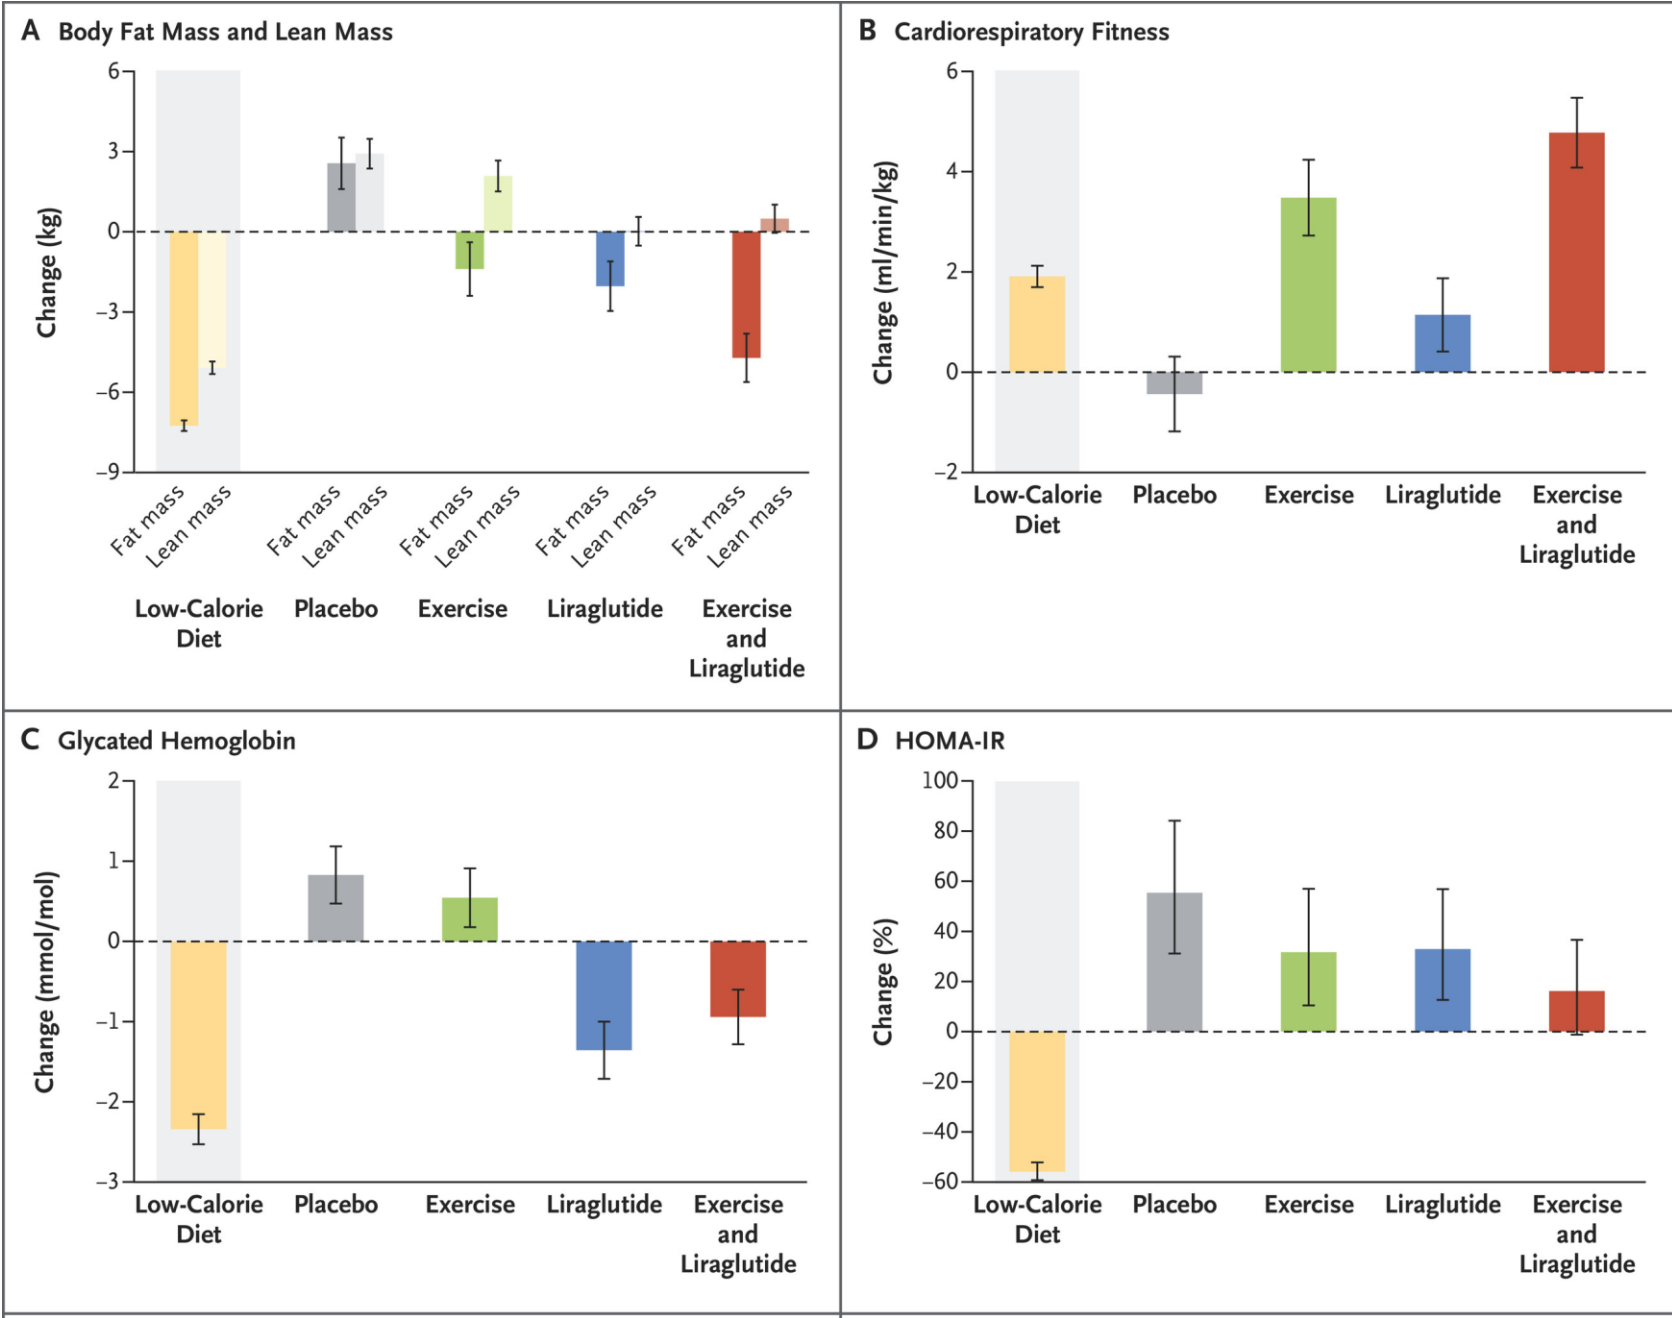 A Body Fat Mass and Lean Mass
Change (kg)
6
3
0
–3
–6
–9
Fat mass
Lean mass
Fat mass
Lean mass
Fat mass
Lean mass
Fat mass
Lean mass
Fat mass
Lean mass
Low-Calorie
Diet
Placebo
Exercise
Liraglutide
Exercise
and
Liraglutide
B Cardiorespiratory Fitness
Change (ml/min/kg)
6
4
2
0
–2
Low-Calorie
Diet
Placebo
Exercise
Liraglutide
Exercise
and
Liraglutide
C Glycated Hemoglobin
Change (mmol/mol)
2
1
0
–1
–2
–3
Low-Calorie
Diet
Placebo
Exercise
Liraglutide
Exercise
and
Liraglutide
D HOMA-IR
Change (%)
100
80
60
40
20
0
–20
–40
–60
Low-Calorie
Diet
Placebo
Exercise
Liraglutide
Exercise
and
Liraglutide